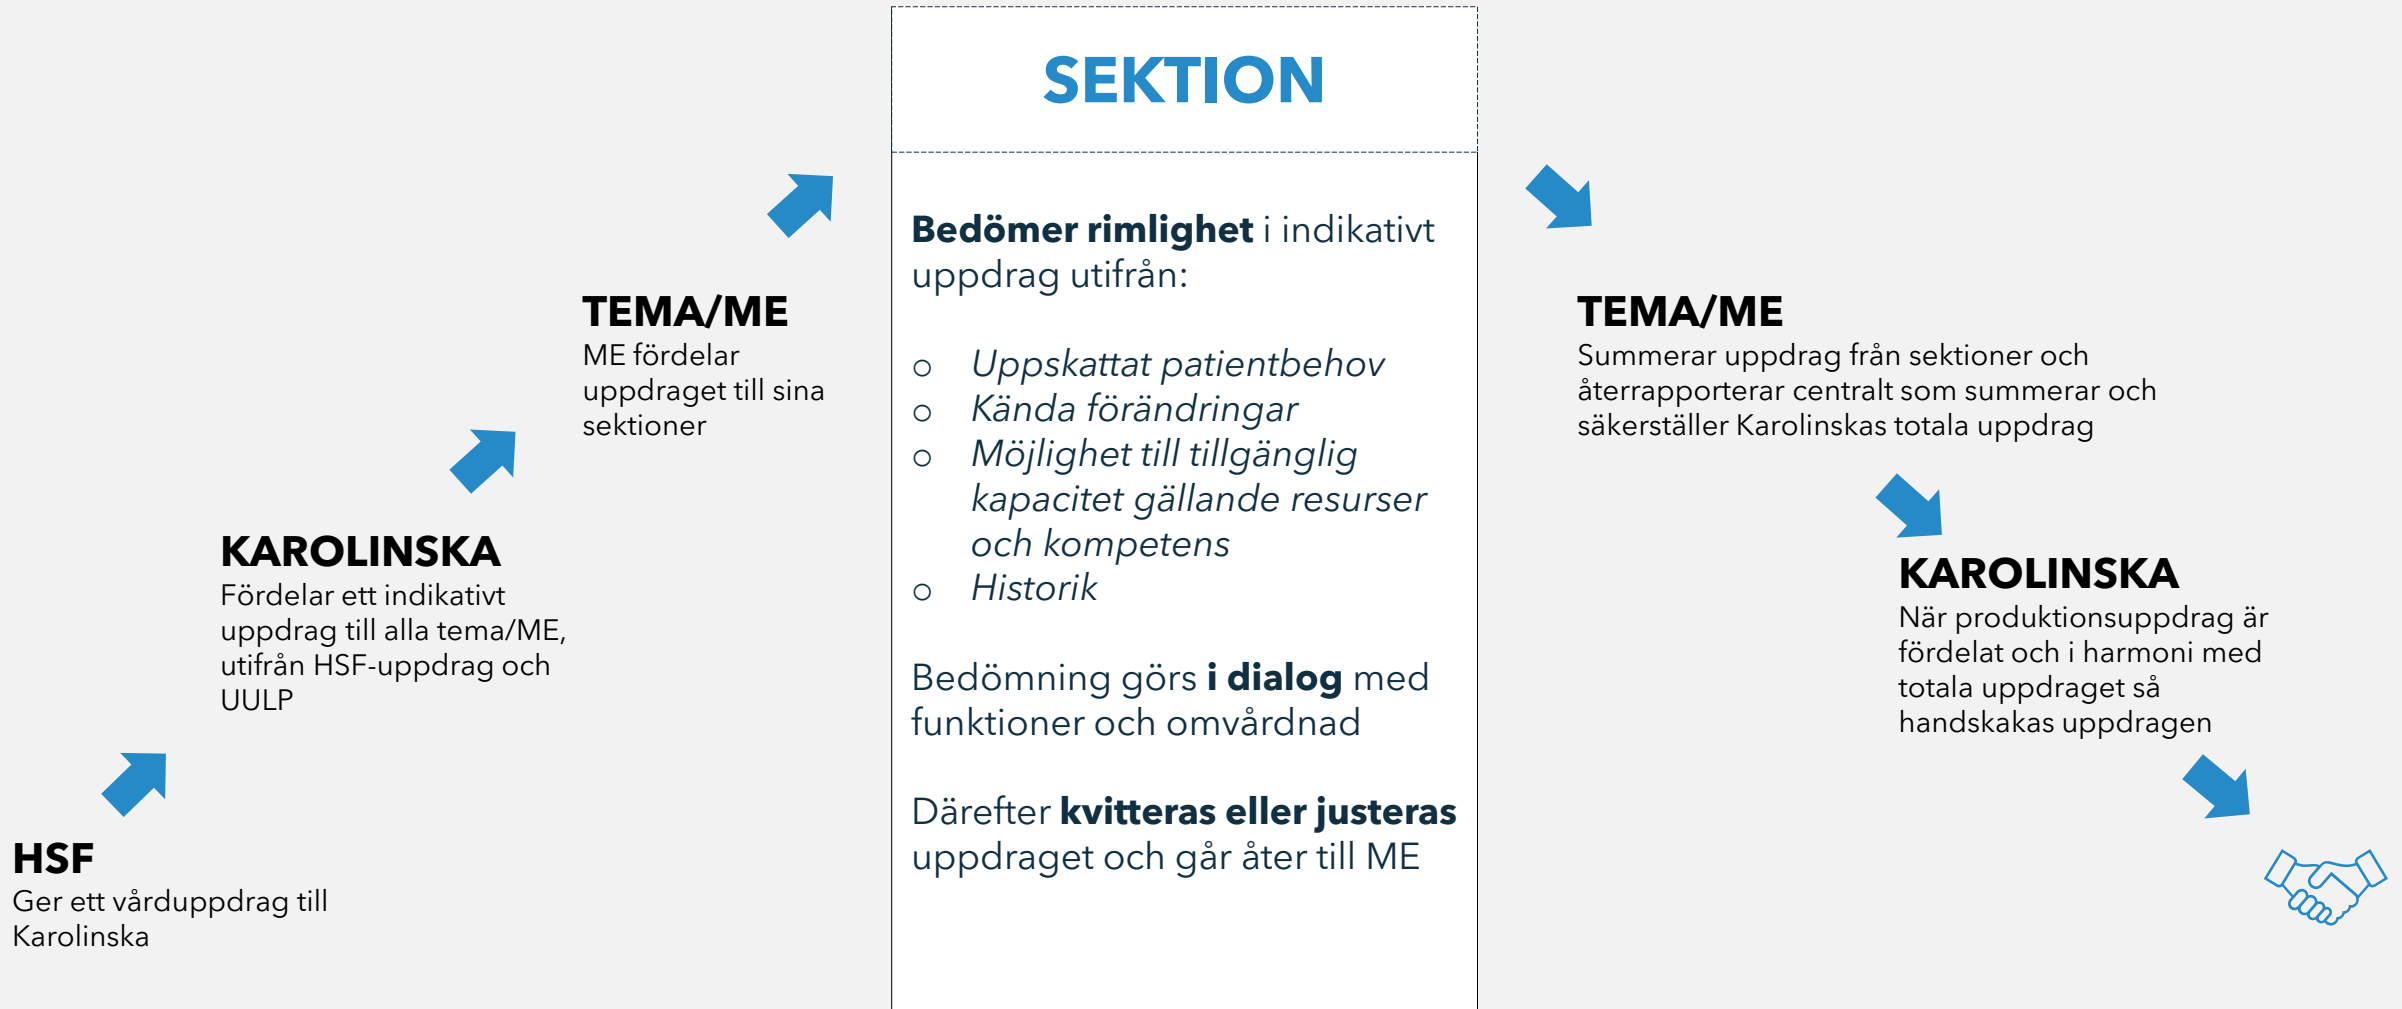 HSF
Ger ett vårduppdrag till
Karolinska
KAROLINSKA
Fördelar ett indikativt
uppdrag till alla tema/ME,
utifrån HSF-uppdrag och
UULP
TEMA/ME
ME fördelar
uppdraget till sina
sektioner
SEKTION
Bedömer rimlighet i indikativt
uppdrag utifrån:
o Uppskattat patientbehov
o Kända förändringar
o Möjlighet till tillgänglig
kapacitet gällande resurser
och kompetens
o Historik
Bedömning görs i dialog med
funktioner och omvårdnad
Därefter kvitteras eller justeras
uppdraget och går åter till ME
TEMA/ME
Summerar uppdrag från sektioner och
återrapporterar centralt som summerar och
säkerställer Karolinskas totala uppdrag
KAROLINSKA
När produktionsuppdrag är
fördelat och i harmoni med
totala uppdraget så
handskakas uppdragen